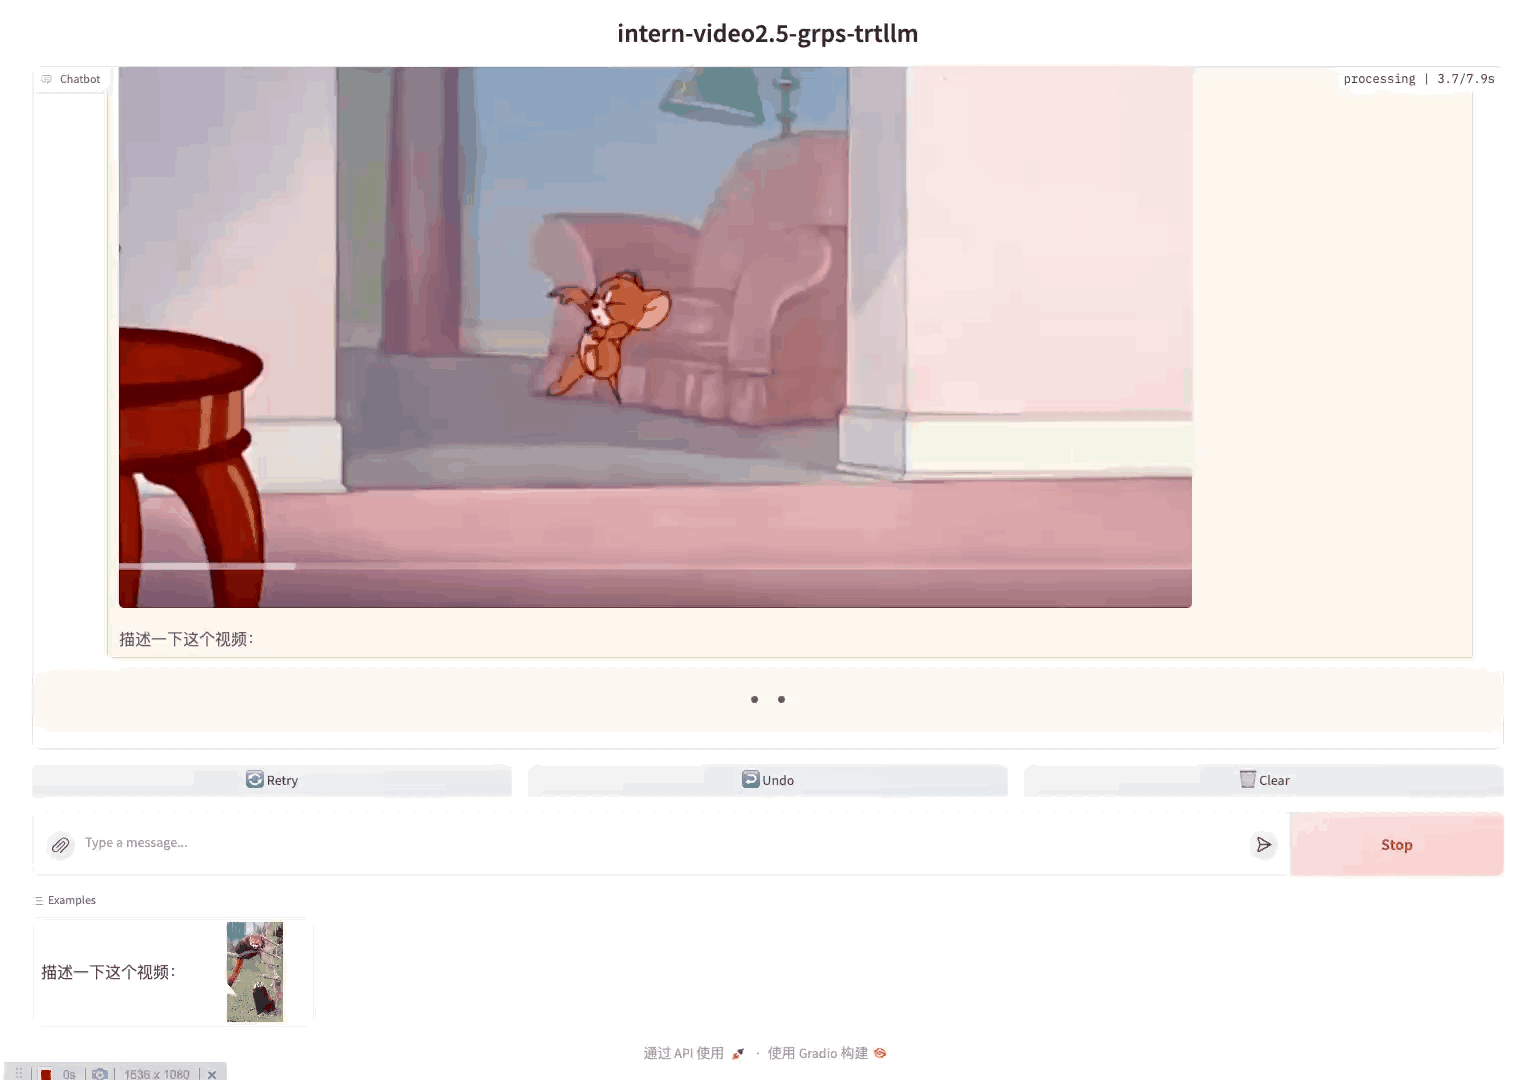 intern-video2.5-grps-trtllm
Chatbot
processing | 3.7/7.9s
描述一下这个视频：
Retry
Undo
Clear
Type a message...
Stop
Examples
描述一下这个视频：
通过 API 使用 · 使用 Gradio 构建
0s
1536 x 1080